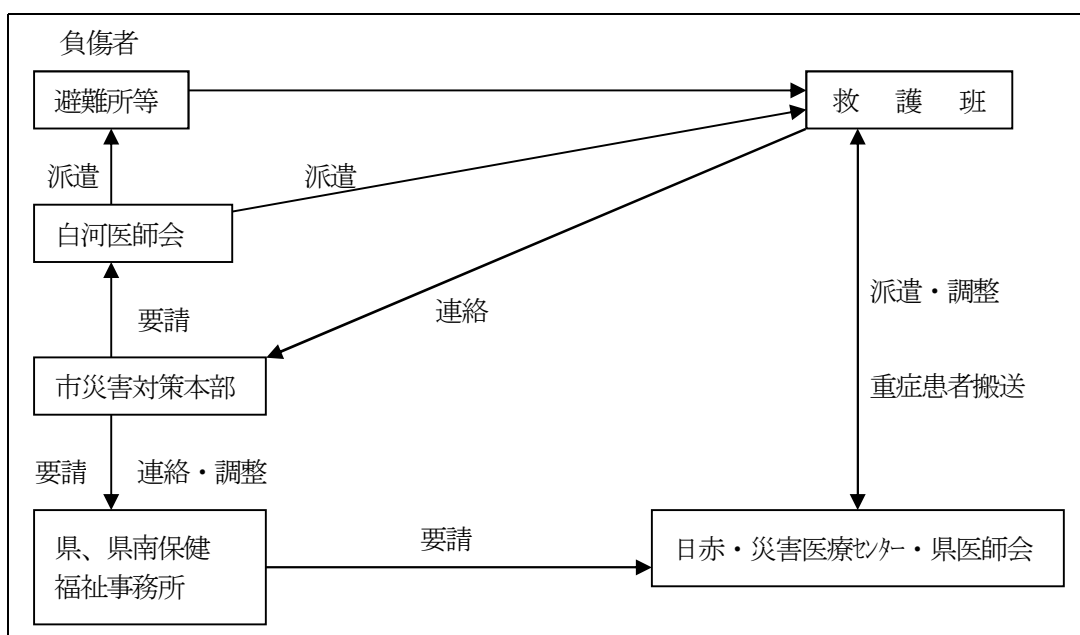 負傷者
避難所等
救　護　班
派遣
派遣
白河医師会
派遣・調整
連絡
要請
市災害対策本部
重症患者搬送
要請
連絡・調整
県、県南保健
福祉事務所
要請
日赤・災害医療ｾﾝﾀｰ・県医師会